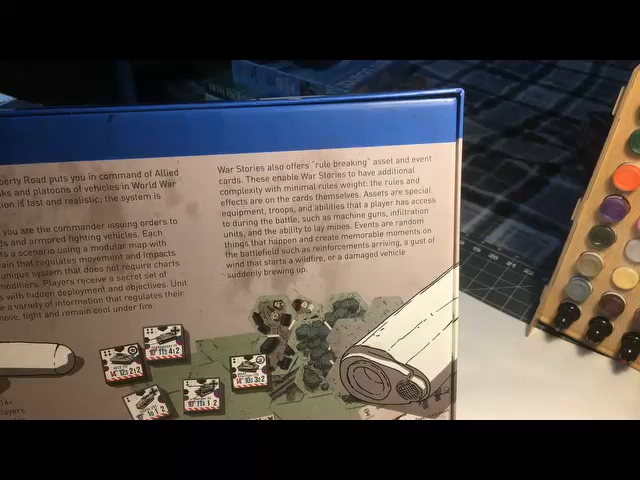 berty Road puts you in command of Allied
nks and platoons of vehicles in World War
tion is fast and realistic; the system is
you are the commander issuing orders to
ds and armored fighting vehicles. Each
ts a scenario using a modular map with
rain that regulates movement and impacts
unique system that does not require charts
modifiers. Players receive a secret set of
s with hidden deployment and objectives. Unit
e a variety of information that regulates their
move, fight and remain cool under fire.
14+
layers
War Stories also offers "rule breaking" asset and event
cards. These enable War Stories to have additional
complexity with minimal rules weight: the rules and
effects are on the cards themselves. Assets are special
equipment, troops, and abilities that a player has access
to during the battle, such as machine guns, infiltration
units, and the ability to lay mines. Events are random
things that happen and create memorable moments on
the battlefield such as reinforcements arriving, a gust of
wind that starts a wildfire, or a damaged vehicle
suddenly brewing up.